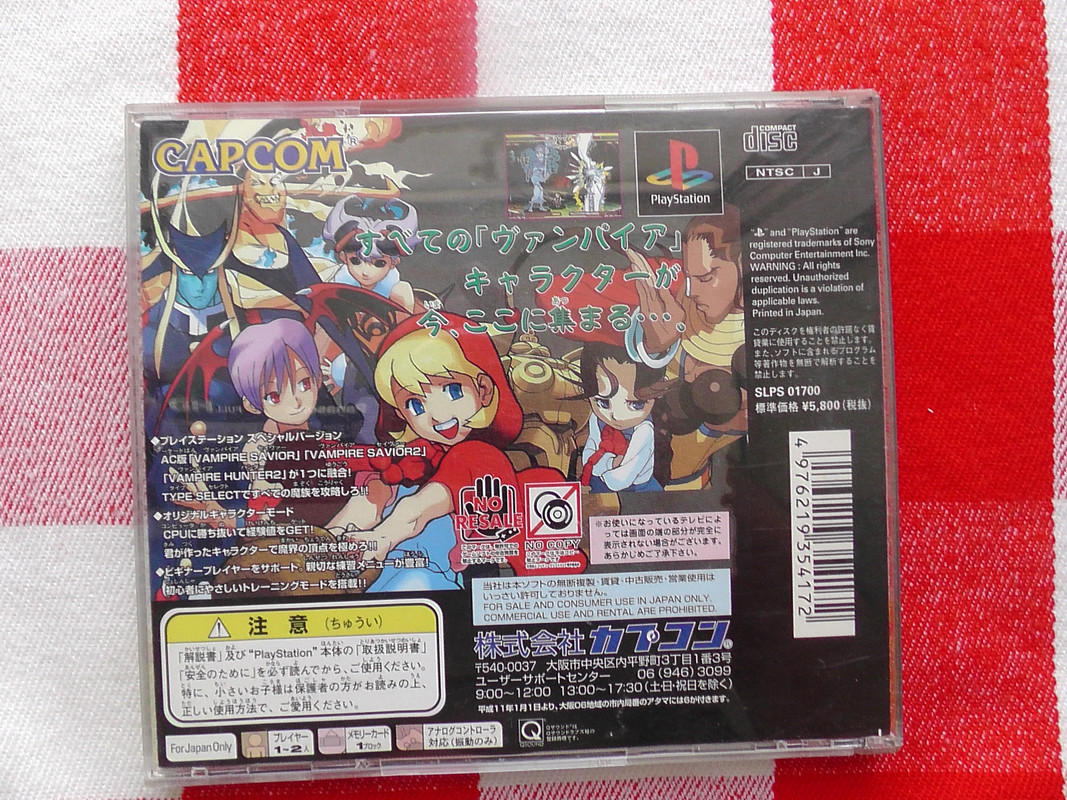 CAPCOM®
PlayStation
COMPACT
disc
NTSC J
すべての「ヴァンパイア」
キャラクターが
今、ここに集まる…。
" " and "PlayStation" are
registered trademarks of Sony
Computer Entertainment Inc.
WARNING : All rights
reserved. Unauthorized
duplication is a violation of
applicable laws.
Printed in Japan.
このディスクを権利者の許諾なく賃
貸業に使用することを禁止します。
また、ソフトに含まれるプログラム
等著作物を無断で解析することを
禁止します。
SLPS 01700
標準価格 ¥5,800(税抜)
4 976219 354172
◆プレイステーション スペシャルバージョン
AC版「VAMPIRE SAVIOR」「VAMPIRE SAVIOR2」
「VAMPIRE HUNTER2」が1つに融合!
TYPE SELECTですべての魔族を攻略しろ!!
◆オリジナルキャラクターモード
CPUに勝ち抜いて経験値をGET!!
君が作ったキャラクターで魔界の頂点を極めろ!!
◆ビギナープレイヤーをサポート 親切な練習メニューが豊富!
初心者にやさしいトレーニングモードを搭載!!
NO
RESALE
NO COPY
※お使いになっているテレビによ
っては画面の端の部分が完全に
表示されない場合がございます。
あらかじめご了承下さい。
当社は本ソフトの無断複製・賃貸・中古販売・営業使用は
いっさい許可しておりません。
FOR SALE AND CONSUMER USE IN JAPAN ONLY.
COMMERCIAL USE AND RENTAL ARE PROHIBITED.
株式会社カプコン
〒540-0037 大阪市中央区内平野町3丁目1番3号
ユーザーサポートセンター 06(946)3099
9:00~12:00 13:00~17:30(土日・祝日を除く)
平成11年1月1日より、大阪06地域の市内局番のアタマには6が付きます。
注意(ちゅうい)
「解説書」及び"PlayStation"本体の「取扱説明書」
「安全のために」を必ず読んでから、ご使用ください。
特に、小さいお子様は保護者の方がお読みの上、
正しい使用方法で、ご愛用ください。
For Japan Only
プレイヤー
1~2人
メモリーカード
1ブロック
アナログコントローラ
対応(振動のみ)
Q
QSOUND